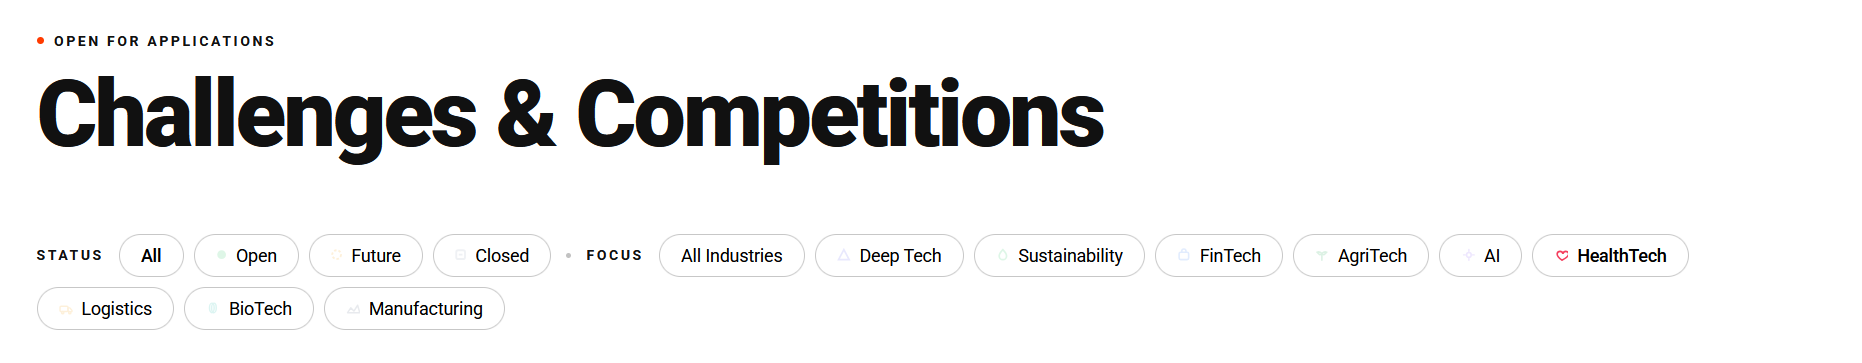 OPEN FOR APPLICATIONS
Challenges & Competitions
STATUS All Open Future Closed • FOCUS All Industries Deep Tech Sustainability FinTech AgriTech AI HealthTech
Logistics BioTech Manufacturing